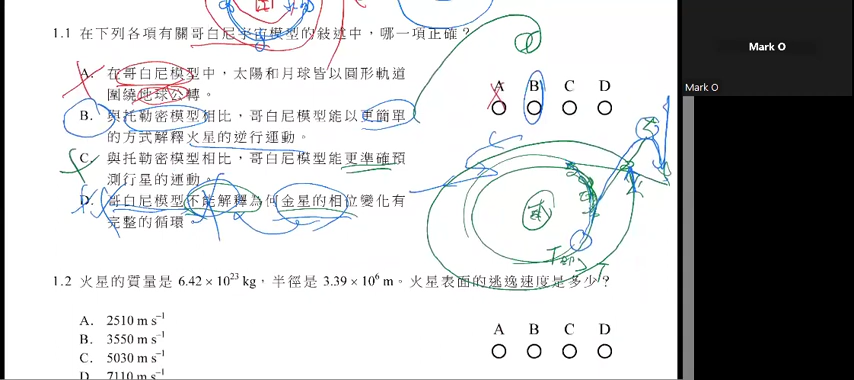 1.1 在下列各項有關哥白尼宇宙模型的敍述中，哪一項正確？
A. 在哥白尼模型中，太陽和月球皆以圓形軌道
圍繞地球公轉。
B. 與托勒密模型相比，哥白尼模型能以更簡單
的方式解釋火星的逆行運動。
C. 與托勒密模型相比，哥白尼模型能更準確預
測行星的運動。
D. 哥白尼模型不能解釋為何金星的相位變化有
完整的循環
A B C D
1.2 火星的質量是 6.42 × 10²³ kg，半徑是 3.39 × 10⁶ m。火星表面的逃逸速度是多少？
A. 2510 m s⁻¹
B. 3550 m s⁻¹
C. 5030 m s⁻¹
D. 7110 m s⁻¹
A B C D
Mark O
Mark O